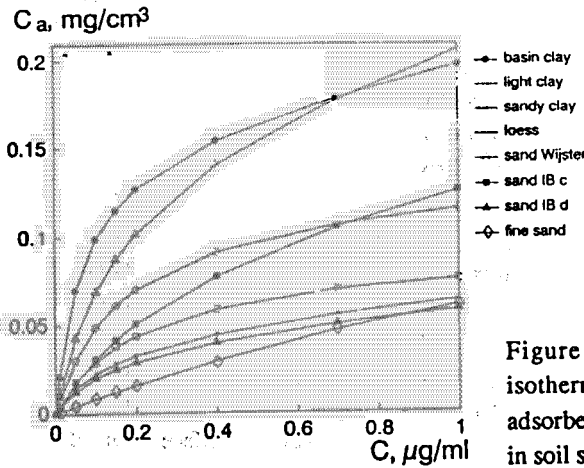 C a, mg/cm³
0.2
0.1
0.05
0
0 0.2 0.4 0.6 0.8 1
C, µg/ml
basin clay
light clay
sandy clay
loess
sand Wijster
sand IB c
sand IB d
fine sand
Figure
isotherm
adsorbe
in soil s